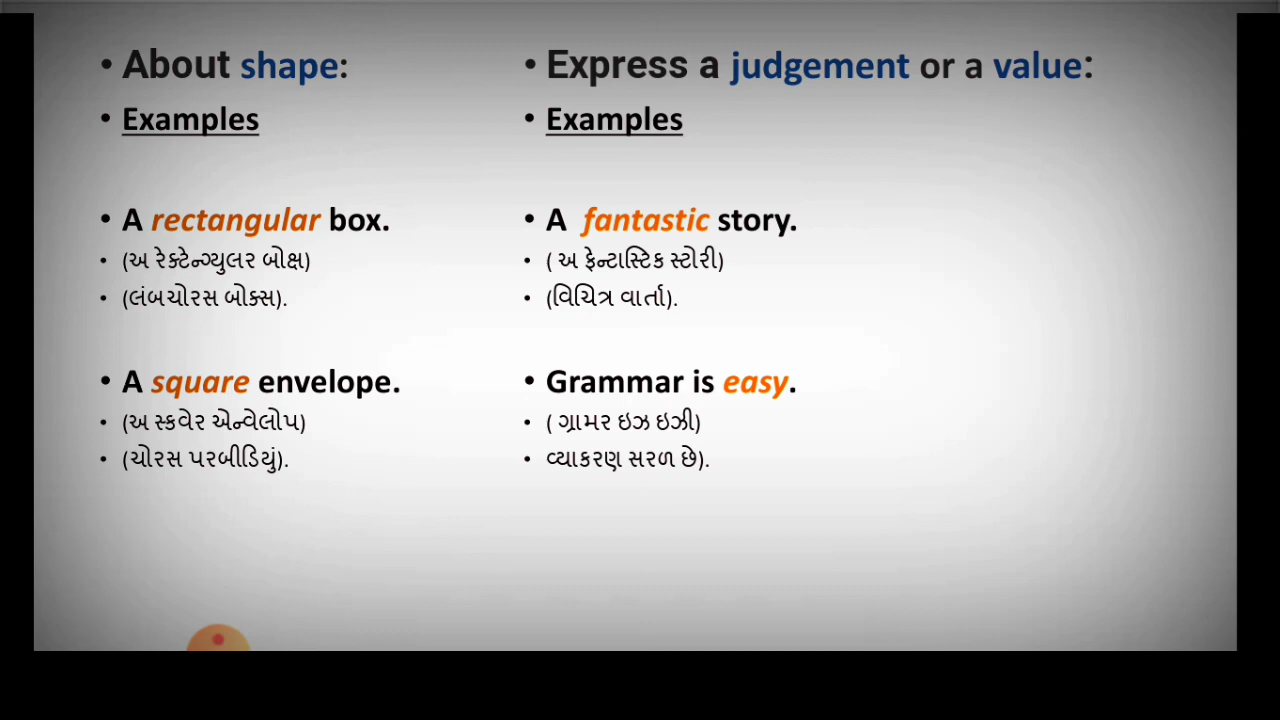 • About shape:
• Examples
• A rectangular box.
• (અ રેક્ટેન્ગ્યુલર બોક્ષ)
• (લંબચોરસ બોક્સ).
• A square envelope.
• (અ સ્કવેર એન્વેલોપ)
• (ચોરસ પરબીડિયું).
• Express a judgement or a value:
• Examples
• A fantastic story.
• ( અ ફેન્ટાસ્ટિક સ્ટોરી)
• (વિચિત્ર વાર્તા).
• Grammar is easy.
• ( ગ્રામર ઇઝ ઇઝી)
• વ્યાકરણ સરળ છે).